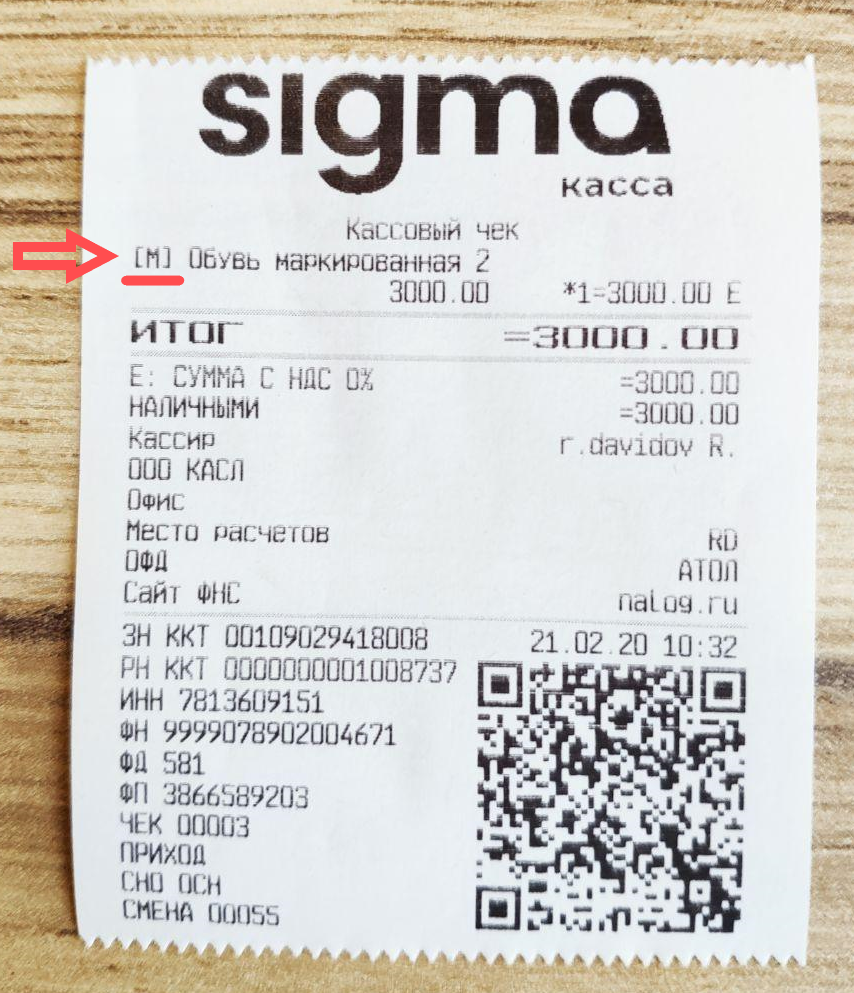 sigma
касса
Кассовый чек
[М] Обувь маркированная 2
3000.00 *1=3000.00 Е
ИТОГ =3000.00
Е: СУММА С НДС 0% =3000.00
НАЛИЧНЫМИ =3000.00
Кассир r.davidov R.
ООО КАСЛ
Офис
Место расчетов RD
ОФД АТОЛ
Сайт ФНС nalog.ru
ЗН ККТ 00109029418008 21.02.20 10:32
РН ККТ 0000000001008737
ИНН 7813609151
ФН 9999078902004671
ФД 581
ФП 3866589203
ЧЕК 00003
ПРИХОД
СНО ОСН
СМЕНА 00055